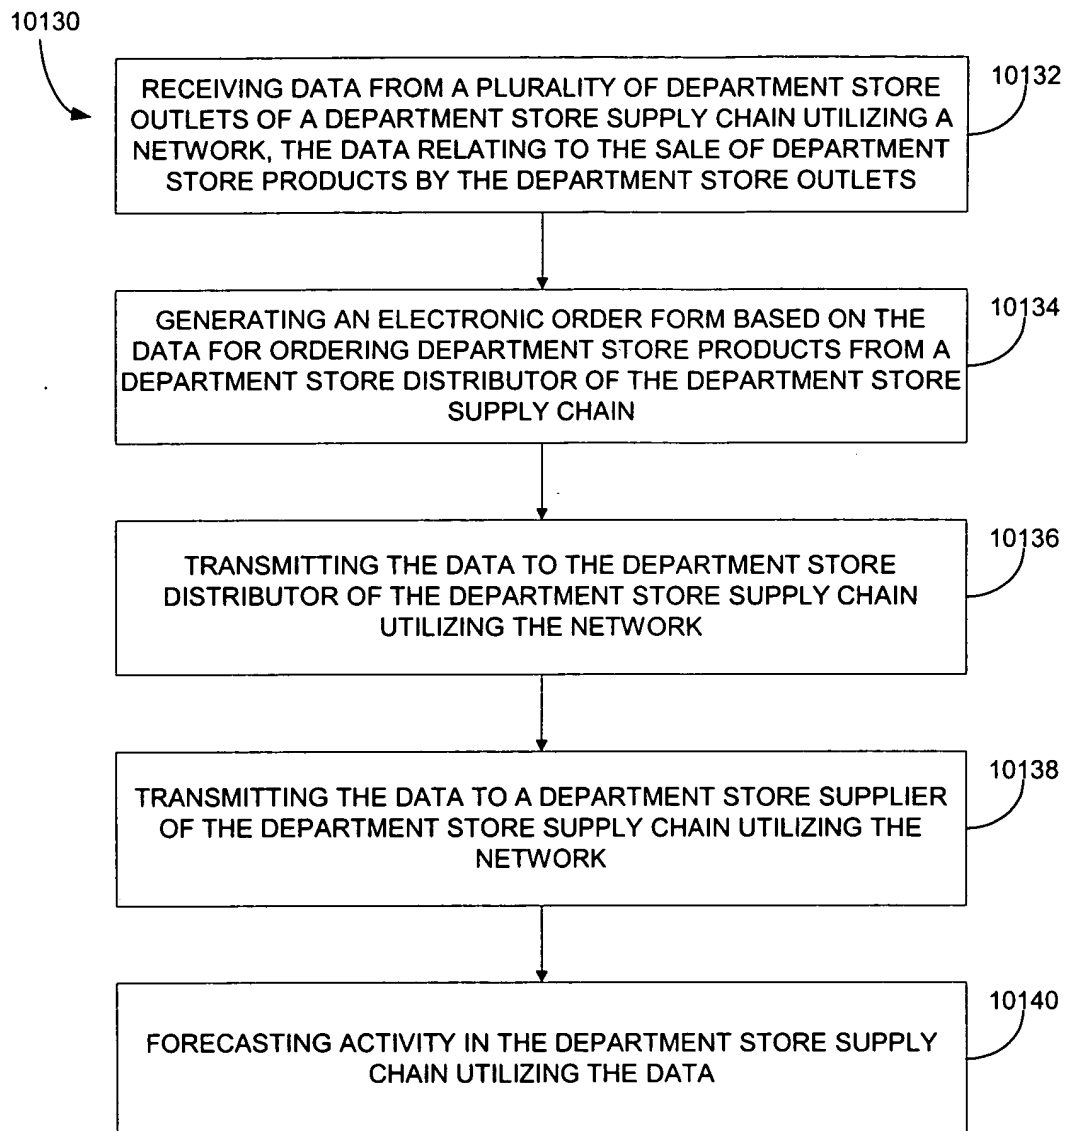 10130
10132
RECEIVING DATA FROM A PLURALITY OF DEPARTMENT STORE
OUTLETS OF A DEPARTMENT STORE SUPPLY CHAIN UTILIZING A
NETWORK, THE DATA RELATING TO THE SALE OF DEPARTMENT
STORE PRODUCTS BY THE DEPARTMENT STORE OUTLETS
10134
GENERATING AN ELECTRONIC ORDER FORM BASED ON THE
DATA FOR ORDERING DEPARTMENT STORE PRODUCTS FROM A
DEPARTMENT STORE DISTRIBUTOR OF THE DEPARTMENT STORE
SUPPLY CHAIN
10136
TRANSMITTING THE DATA TO THE DEPARTMENT STORE
DISTRIBUTOR OF THE DEPARTMENT STORE SUPPLY CHAIN
UTILIZING THE NETWORK
10138
TRANSMITTING THE DATA TO A DEPARTMENT STORE SUPPLIER
OF THE DEPARTMENT STORE SUPPLY CHAIN UTILIZING THE
NETWORK
10140
FORECASTING ACTIVITY IN THE DEPARTMENT STORE SUPPLY
CHAIN UTILIZING THE DATA